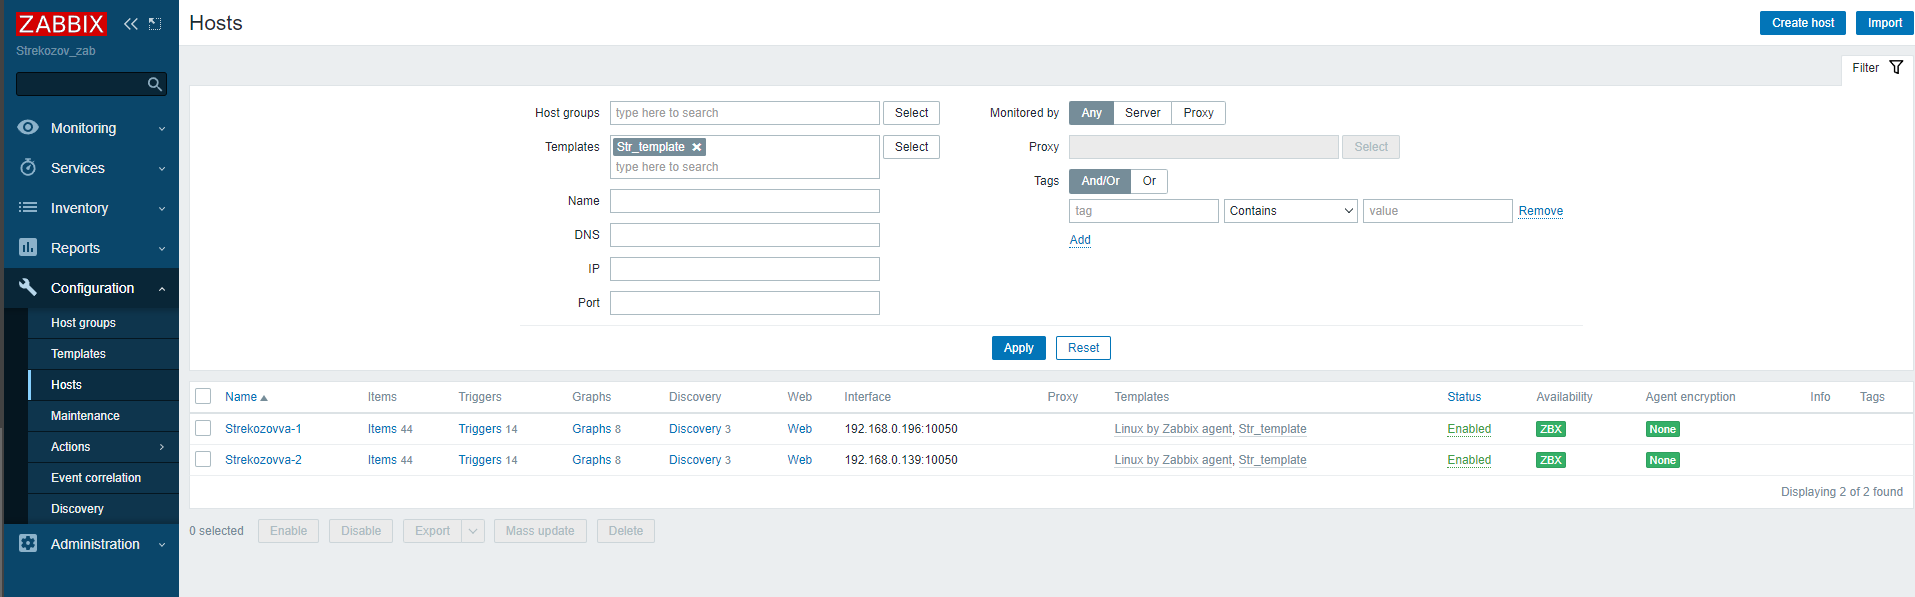 ZABBIX
Strekozov_zab
Monitoring
Services
Inventory
Reports
Configuration
Host groups
Templates
Hosts
Maintenance
Actions
Event correlation
Discovery
Administration
Hosts
Create host Import
Filter
Host groups type here to search Select
Templates Str_template type here to search Select
Name
DNS
IP
Port
Monitored by Any Server Proxy
Proxy Select
Tags And/Or Or
tag Contains value Remove
Add
Apply Reset
Name Items Triggers Graphs Discovery Web Interface Proxy Templates Status Availability Agent encryption Info Tags
Strekozovva-1 Items 44 Triggers 14 Graphs 8 Discovery 3 Web 192.168.0.196:10050 Linux by Zabbix agent, Str_template Enabled ZBX None
Strekozovva-2 Items 44 Triggers 14 Graphs 8 Discovery 3 Web 192.168.0.139:10050 Linux by Zabbix agent, Str_template Enabled ZBX None
Displaying 2 of 2 found
0 selected Enable Disable Export Mass update Delete